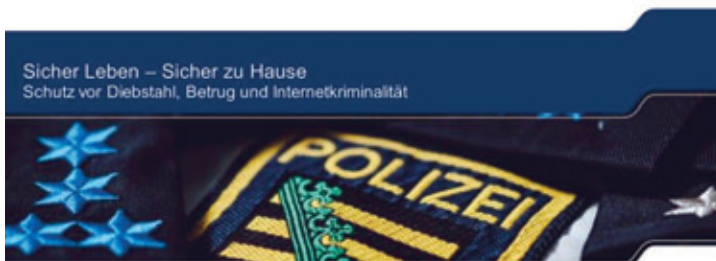 Sicher Leben – Sicher zu Hause
Schutz vor Diebstahl, Betrug und Internetkriminalität
POLIZEI